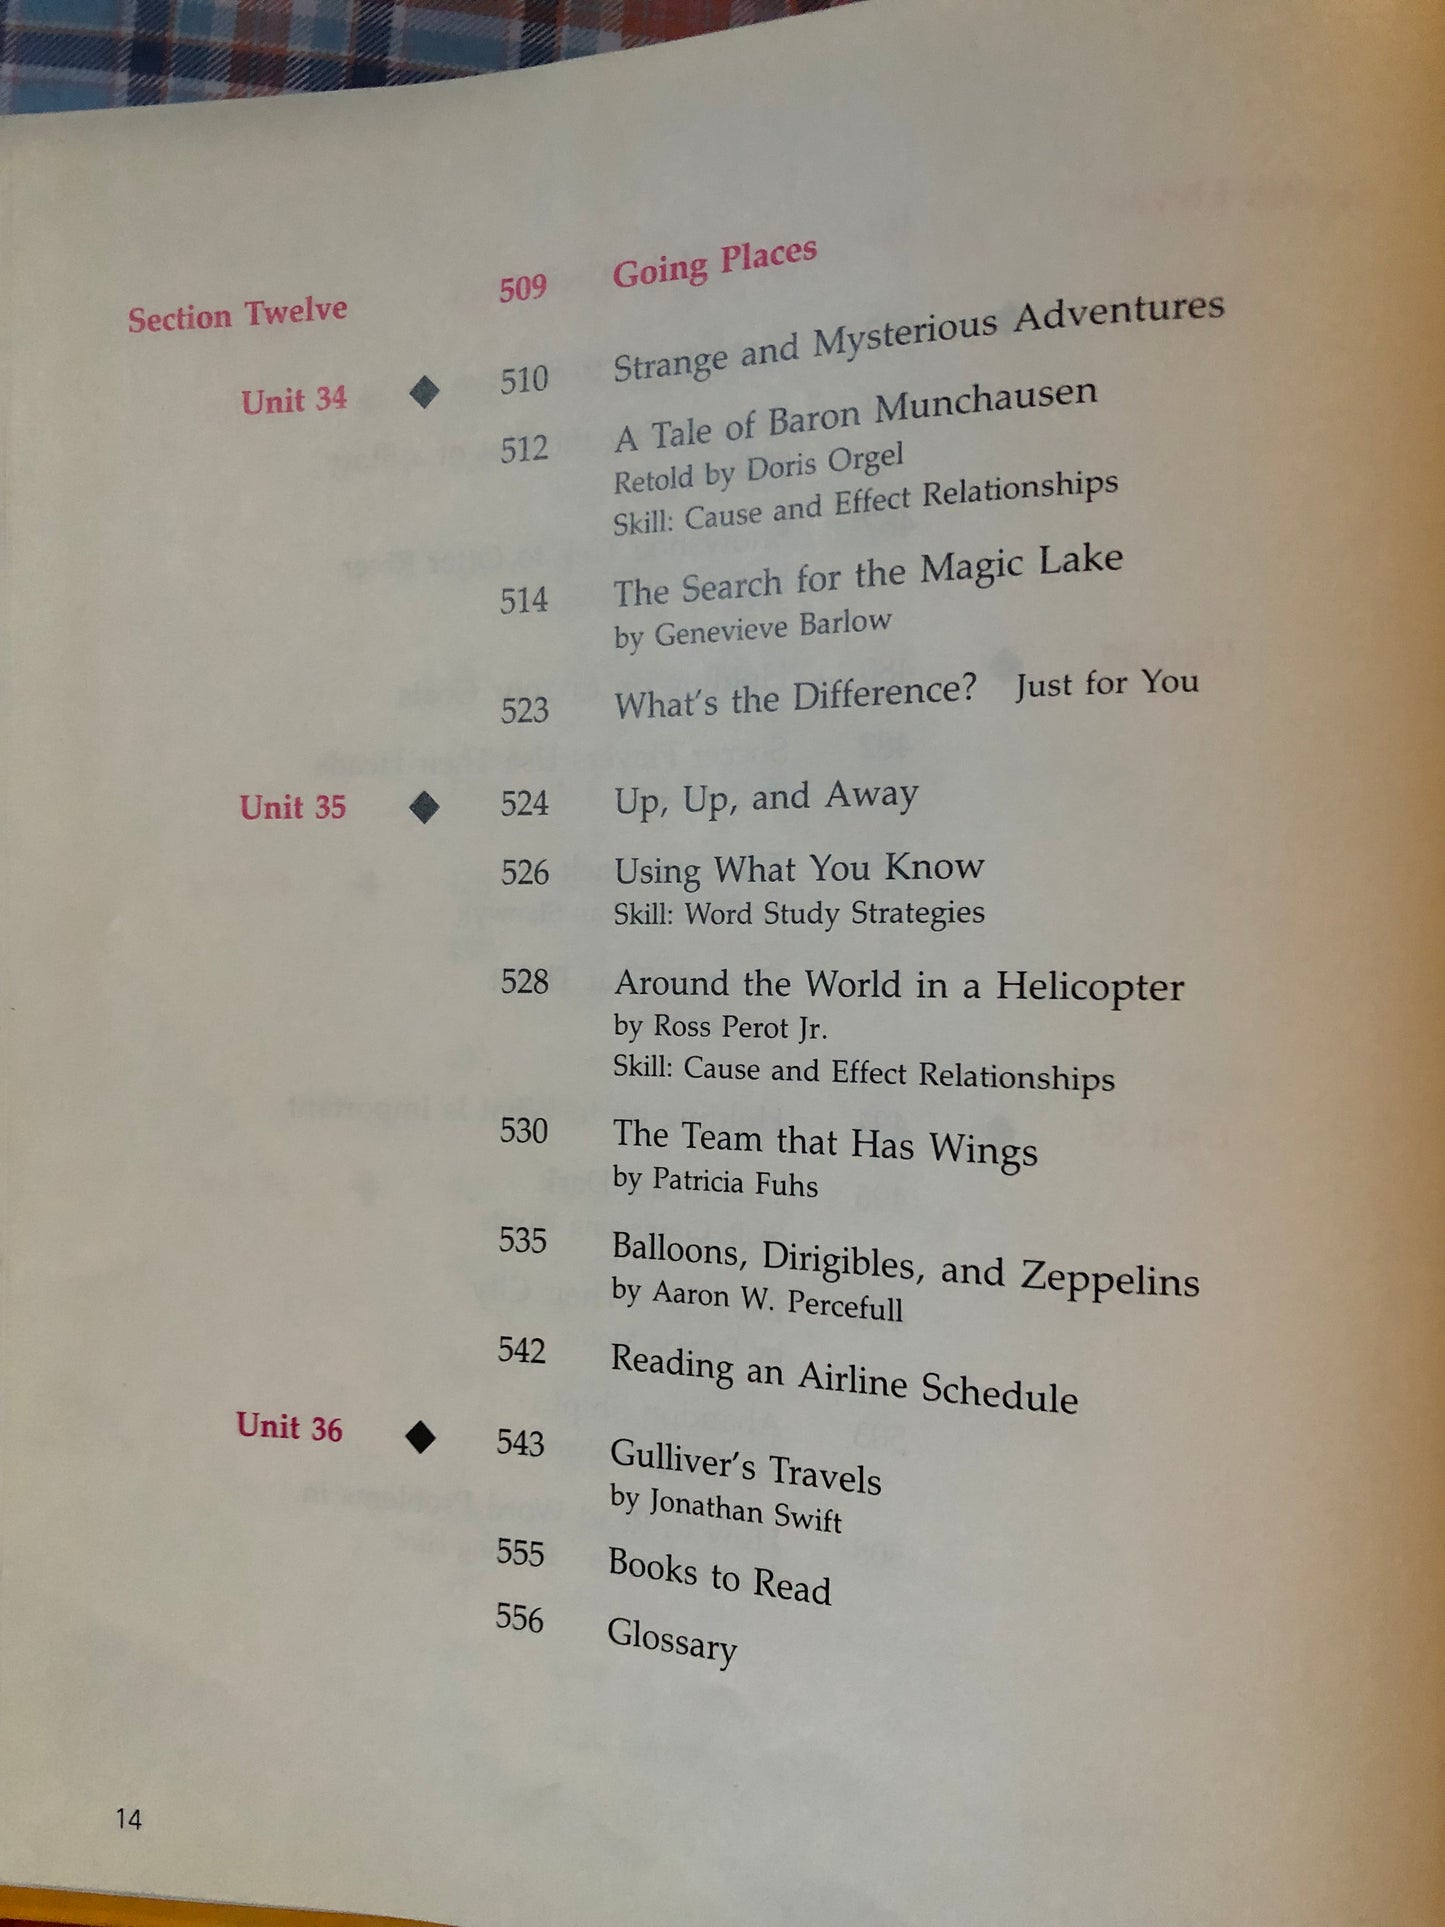 Section Twelve 509 Going Places
Unit 34 ◆ 510 Strange and Mysterious Adventures
512 A Tale of Baron Munchausen
Retold by Doris Orgel
Skill: Cause and Effect Relationships
514 The Search for the Magic Lake
by Genevieve Barlow
523 What's the Difference? Just for You
Unit 35 ◆ 524 Up, Up, and Away
526 Using What You Know
Skill: Word Study Strategies
528 Around the World in a Helicopter
by Ross Perot Jr.
Skill: Cause and Effect Relationships
530 The Team that Has Wings
by Patricia Fuhs
535 Balloons, Dirigibles, and Zeppelins
by Aaron W. Percefull
542 Reading an Airline Schedule
Unit 36 ◆ 543 Gulliver's Travels
by Jonathan Swift
555 Books to Read
556 Glossary
14